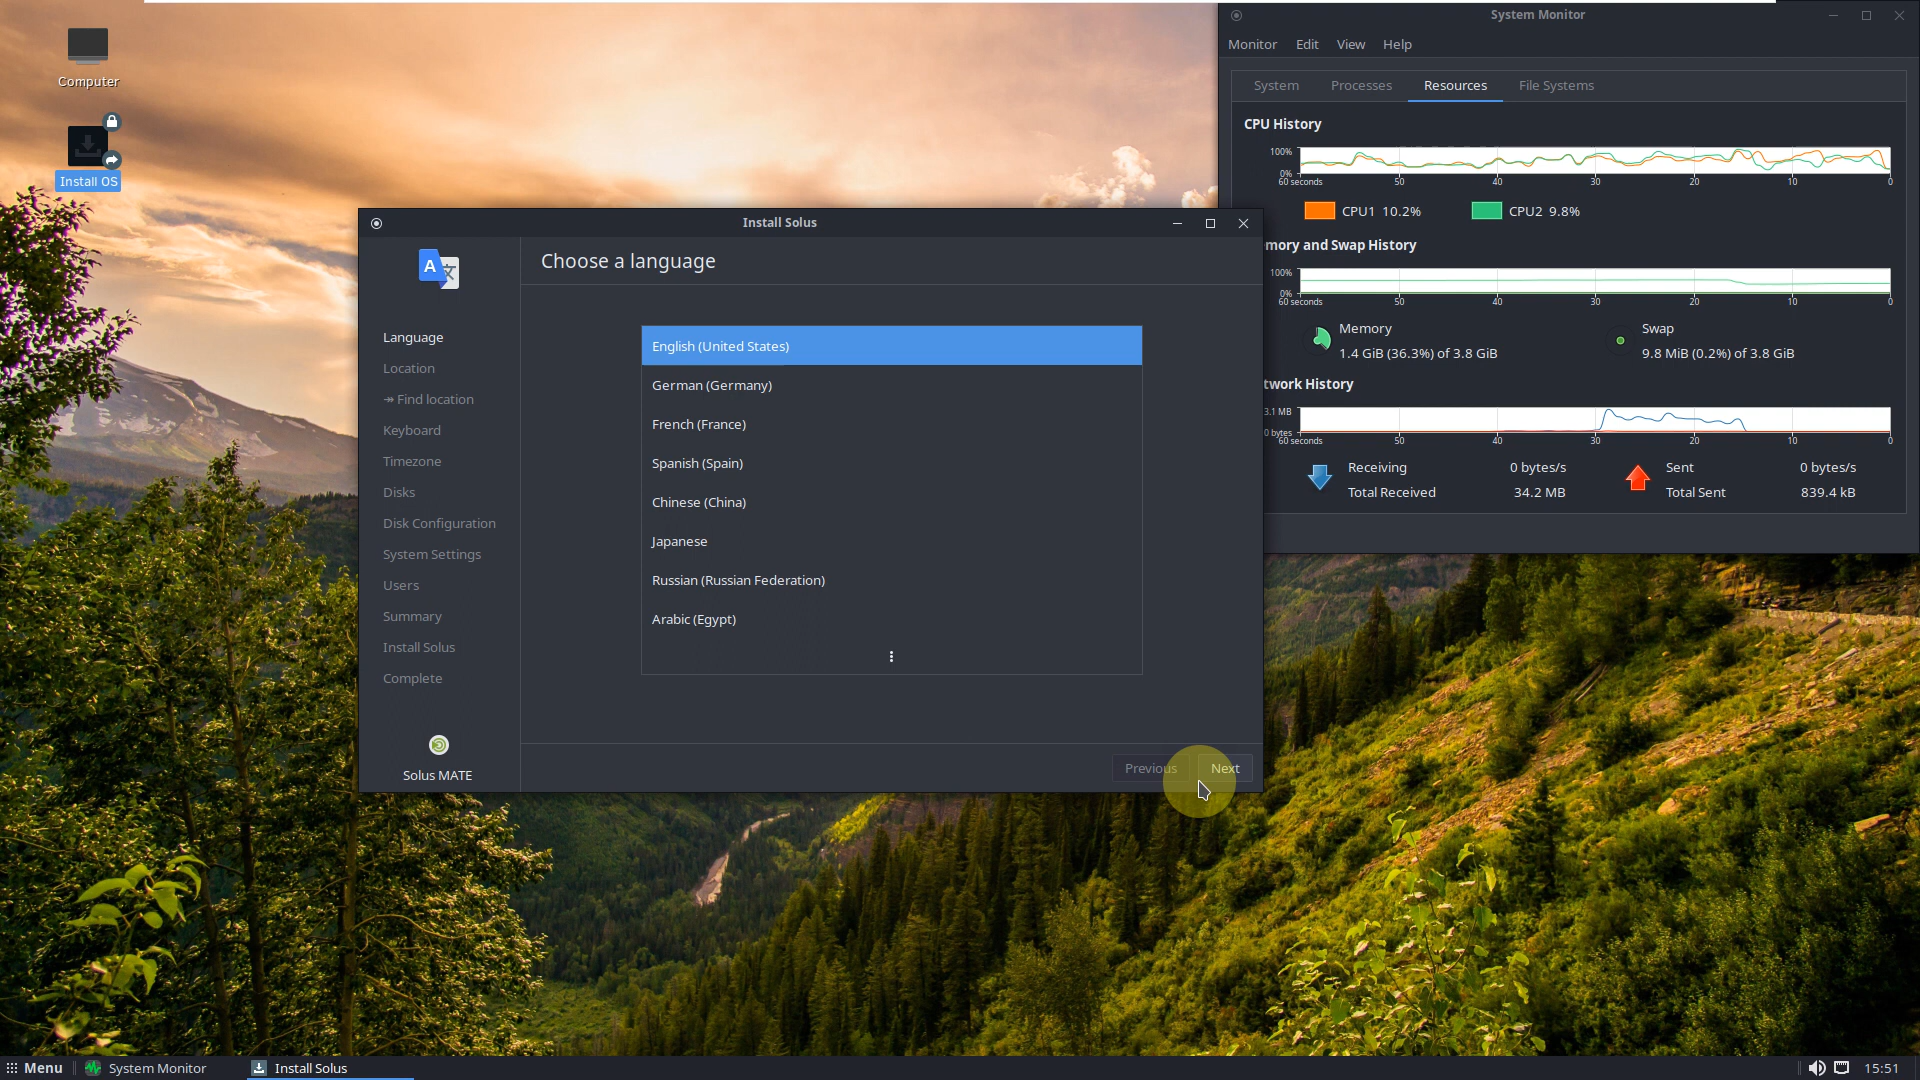 Computer
Install OS
System Monitor
Monitor Edit View Help
System Processes Resources File Systems
CPU History
100%
0%
60 seconds 50 40 30 20 10 0
CPU1 10.2% CPU2 9.8%
mory and Swap History
100%
0%
60 seconds 50 40 30 20 10 0
Memory
1.4 GiB (36.3%) of 3.8 GiB
Swap
9.8 MiB (0.2%) of 3.8 GiB
twork History
3.1 MB
0 bytes
60 seconds 50 40 30 20 10 0
Receiving 0 bytes/s Sent 0 bytes/s
Total Received 34.2 MB Total Sent 839.4 kB
Install Solus
A 文
Choose a language
Language
Location
↠ Find location
Keyboard
Timezone
Disks
Disk Configuration
System Settings
Users
Summary
Install Solus
Complete
Solus MATE
English (United States)
German (Germany)
French (France)
Spanish (Spain)
Chinese (China)
Japanese
Russian (Russian Federation)
Arabic (Egypt)
Previous Next
Menu System Monitor Install Solus 15:51